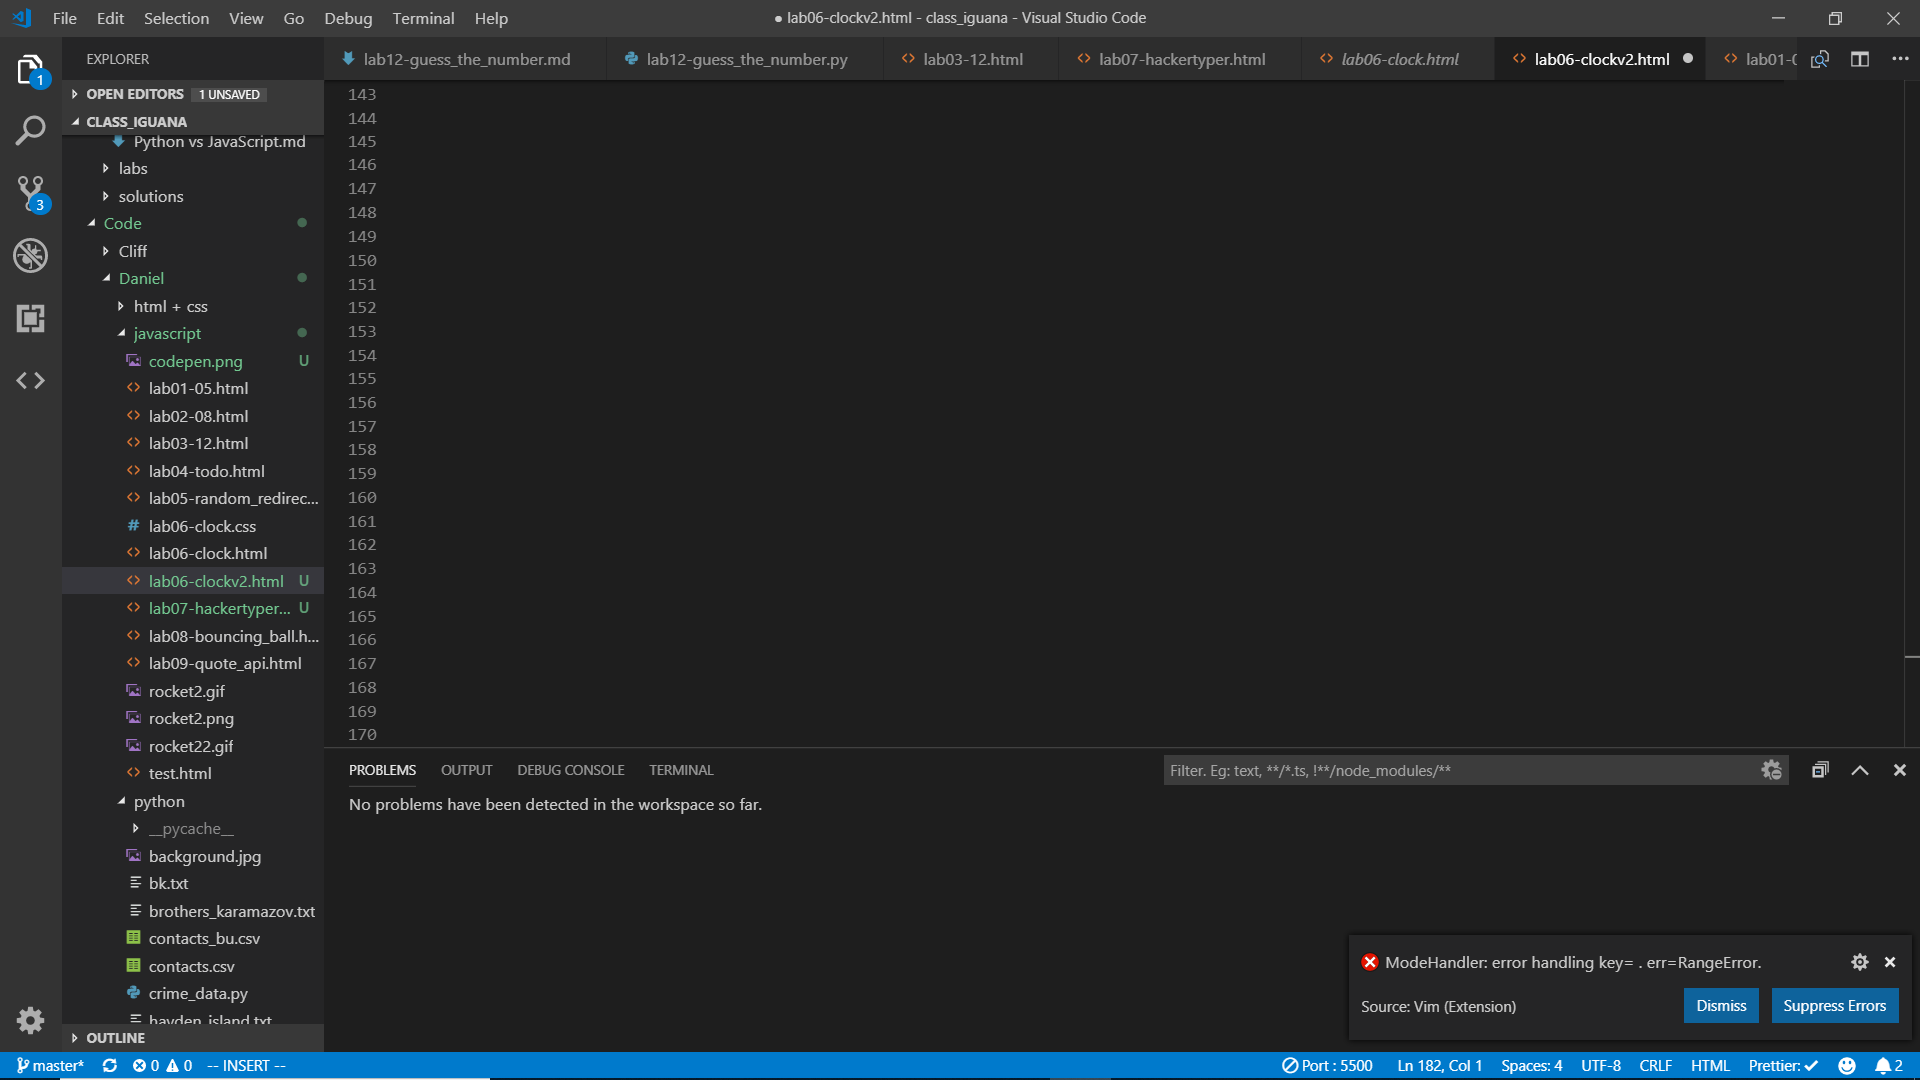 File Edit Selection View Go Debug Terminal Help
● lab06-clockv2.html - class_iguana - Visual Studio Code
EXPLORER
lab12-guess_the_number.md
lab12-guess_the_number.py
lab03-12.html
lab07-hackertyper.html
lab06-clock.html
lab06-clockv2.html
lab01-0
1
3
OPEN EDITORS 1 UNSAVED
CLASS_IGUANA
Python vs JavaScript.md
labs
solutions
Code
Cliff
Daniel
html + css
javascript
codepen.png U
lab01-05.html
lab02-08.html
lab03-12.html
lab04-todo.html
lab05-random_redirec...
lab06-clock.css
lab06-clock.html
lab06-clockv2.html U
lab07-hackertyper... U
lab08-bouncing_ball.h...
lab09-quote_api.html
rocket2.gif
rocket2.png
rocket22.gif
test.html
python
__pycache__
background.jpg
bk.txt
brothers_karamazov.txt
contacts_bu.csv
contacts.csv
crime_data.py
hayden_island.txt
OUTLINE
143
144
145
146
147
148
149
150
151
152
153
154
155
156
157
158
159
160
161
162
163
164
165
166
167
168
169
170
PROBLEMS OUTPUT DEBUG CONSOLE TERMINAL
Filter. Eg: text, **/*.ts, !**/node_modules/**
No problems have been detected in the workspace so far.
ModeHandler: error handling key= . err=RangeError.
Source: Vim (Extension)
Dismiss
Suppress Errors
master* 0 0 -- INSERT --
Port : 5500 Ln 182, Col 1 Spaces: 4 UTF-8 CRLF HTML Prettier: ✓ 2